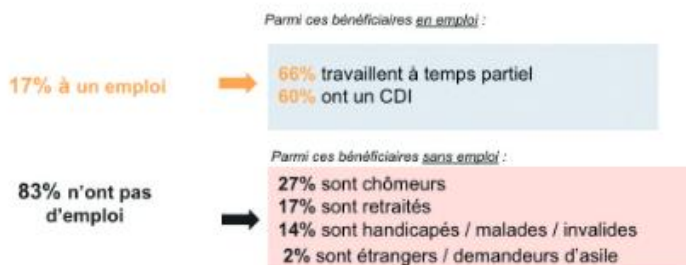 Parmi ces bénéficiaires en emploi :
17% à un emploi
66% travaillent à temps partiel
60% ont un CDI
Parmi ces bénéficiaires sans emploi :
83% n'ont pas
d'emploi
27% sont chômeurs
17% sont retraités
14% sont handicapés / malades / invalides
2% sont étrangers / demandeurs d'asile